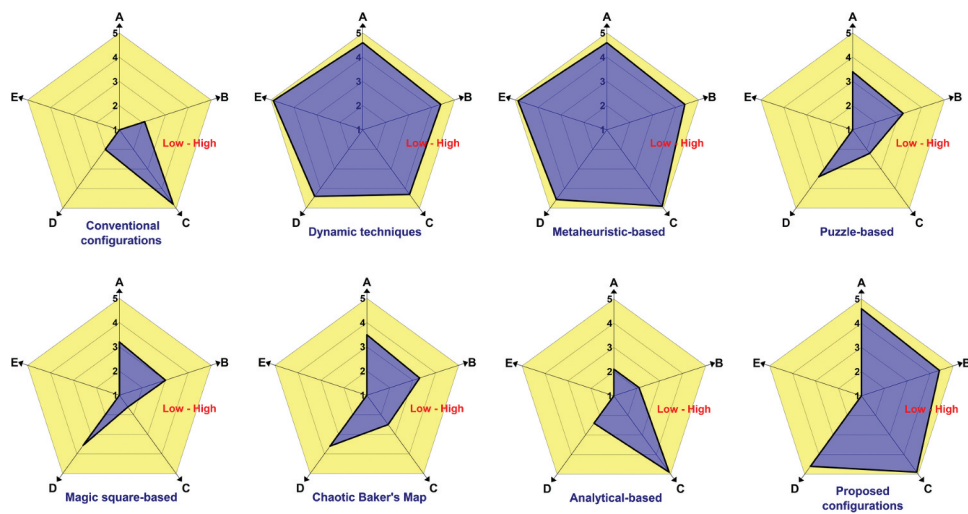 A
5
4
3
2
1
E
B
Low - High
D
C
Conventional
configurations
A
5
4
3
2
1
E
B
Low - High
D
C
Dynamic techniques
A
5
4
3
2
1
E
B
Low - High
D
C
Metaheuristic-based
A
5
4
3
2
1
E
B
Low - High
D
C
Puzzle-based
A
5
4
3
2
1
E
B
Low - High
D
C
Magic square-based
A
5
4
3
2
1
E
B
Low - High
D
C
Chaotic Baker's Map
A
5
4
3
2
1
E
B
Low - High
D
C
Analytical-based
A
5
4
3
2
1
E
B
Low - High
D
C
Proposed
configurations